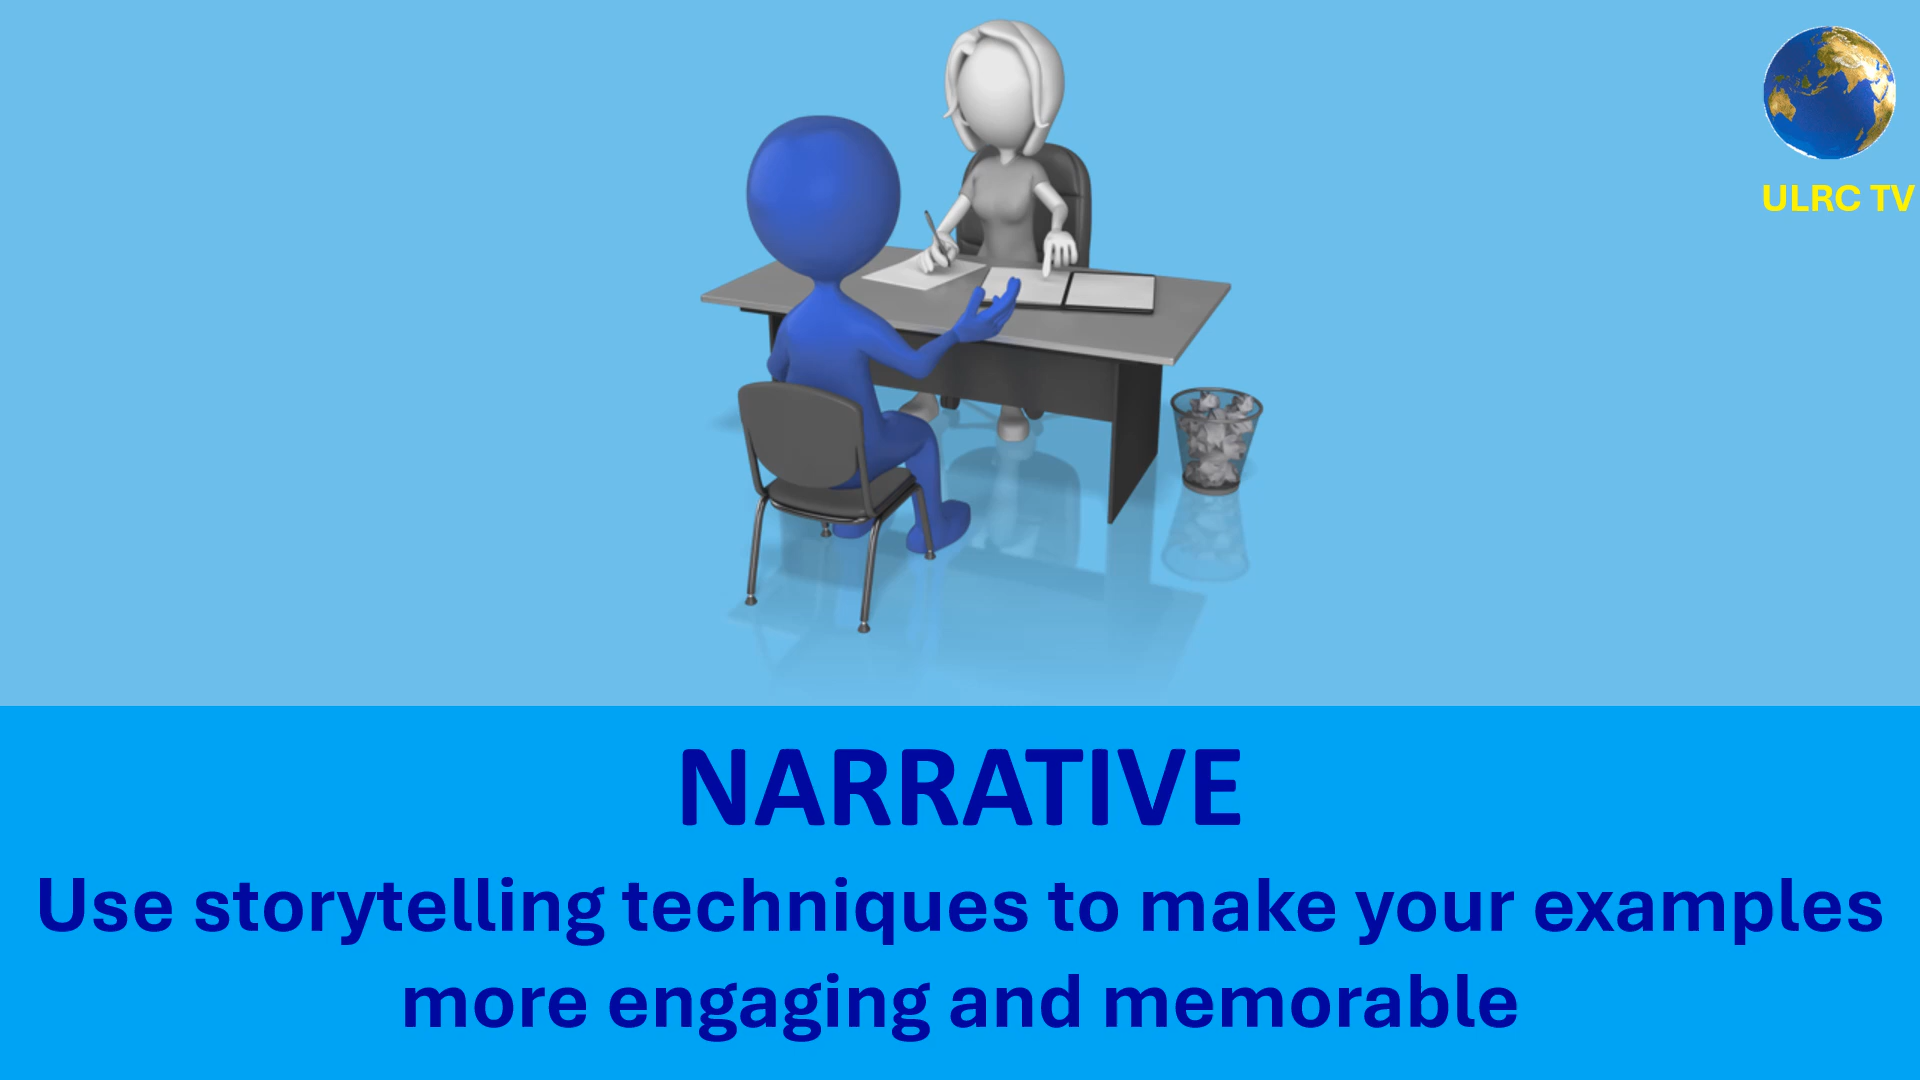 ULRC TV
NARRATIVE
Use storytelling techniques to make your examples
more engaging and memorable